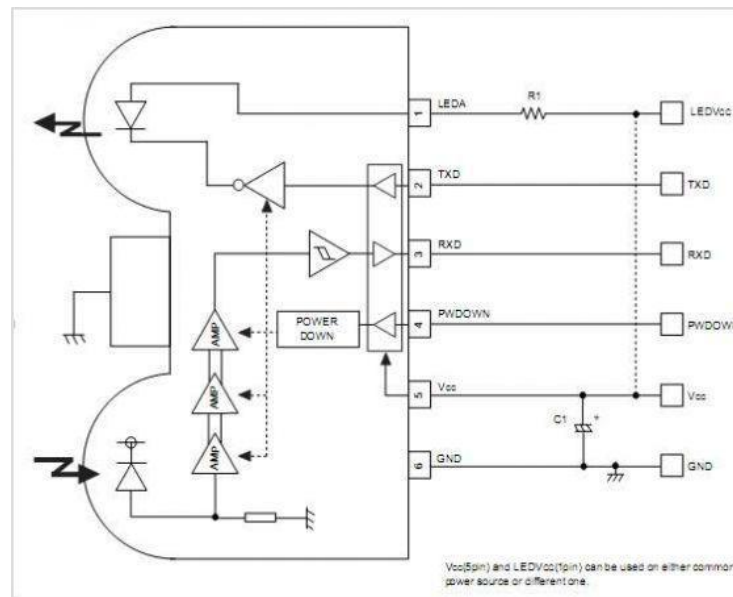 R1
1 LEDA
LEDVcc
2 TXD
TXD
3 RXD
RXD
4 PWDOWN
PWDOWN
POWER
DOWN
AMP
AMP
AMP
5 Vcc
Vcc
C1 +
6 GND
GND
Vcc(5pin) and LEDVcc(1pin) can be used on either common
power source or different one.